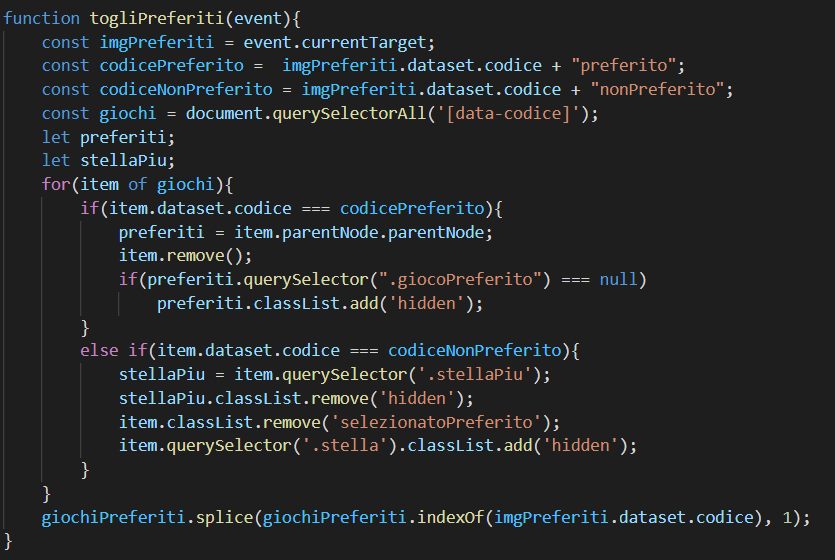 function togliPreferiti(event){
    const imgPreferiti = event.currentTarget;
    const codicePreferito =  imgPreferiti.dataset.codice + "preferito";
    const codiceNonPreferito = imgPreferiti.dataset.codice + "nonPreferito";
    const giochi = document.querySelectorAll('[data-codice]');
    let preferiti;
    let stellaPiu;
    for(item of giochi){
        if(item.dataset.codice === codicePreferito){
            preferiti = item.parentNode.parentNode;
            item.remove();
            if(preferiti.querySelector(".giocoPreferito") === null)
                preferiti.classList.add('hidden');
        }
        else if(item.dataset.codice === codiceNonPreferito){
            stellaPiu = item.querySelector('.stellaPiu');
            stellaPiu.classList.remove('hidden');
            item.classList.remove('selezionatoPreferito');
            item.querySelector('.stella').classList.add('hidden');
        }
    }
    giochiPreferiti.splice(giochiPreferiti.indexOf(imgPreferiti.dataset.codice), 1);
}